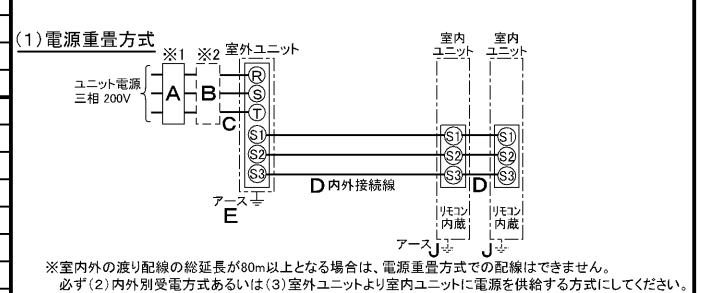 (1)電源重畳方式
※1 ※2 室外ユニット
室内ユニット
室内ユニット
ユニット電源
三相 200V
A
B
C
R
S
T
S1
S2
S3
D 内外接続線
S1
S2
S3
D
S1
S2
S3
アース
E
リモコン内蔵
リモコン内蔵
アース J
J
※室内外の渡り配線の総延長が80m以上となる場合は、電源重畳方式での配線はできません。
必ず(2)内外別受電方式あるいは(3)室外ユニットより室内ユニットに電源を供給する方式にしてください。